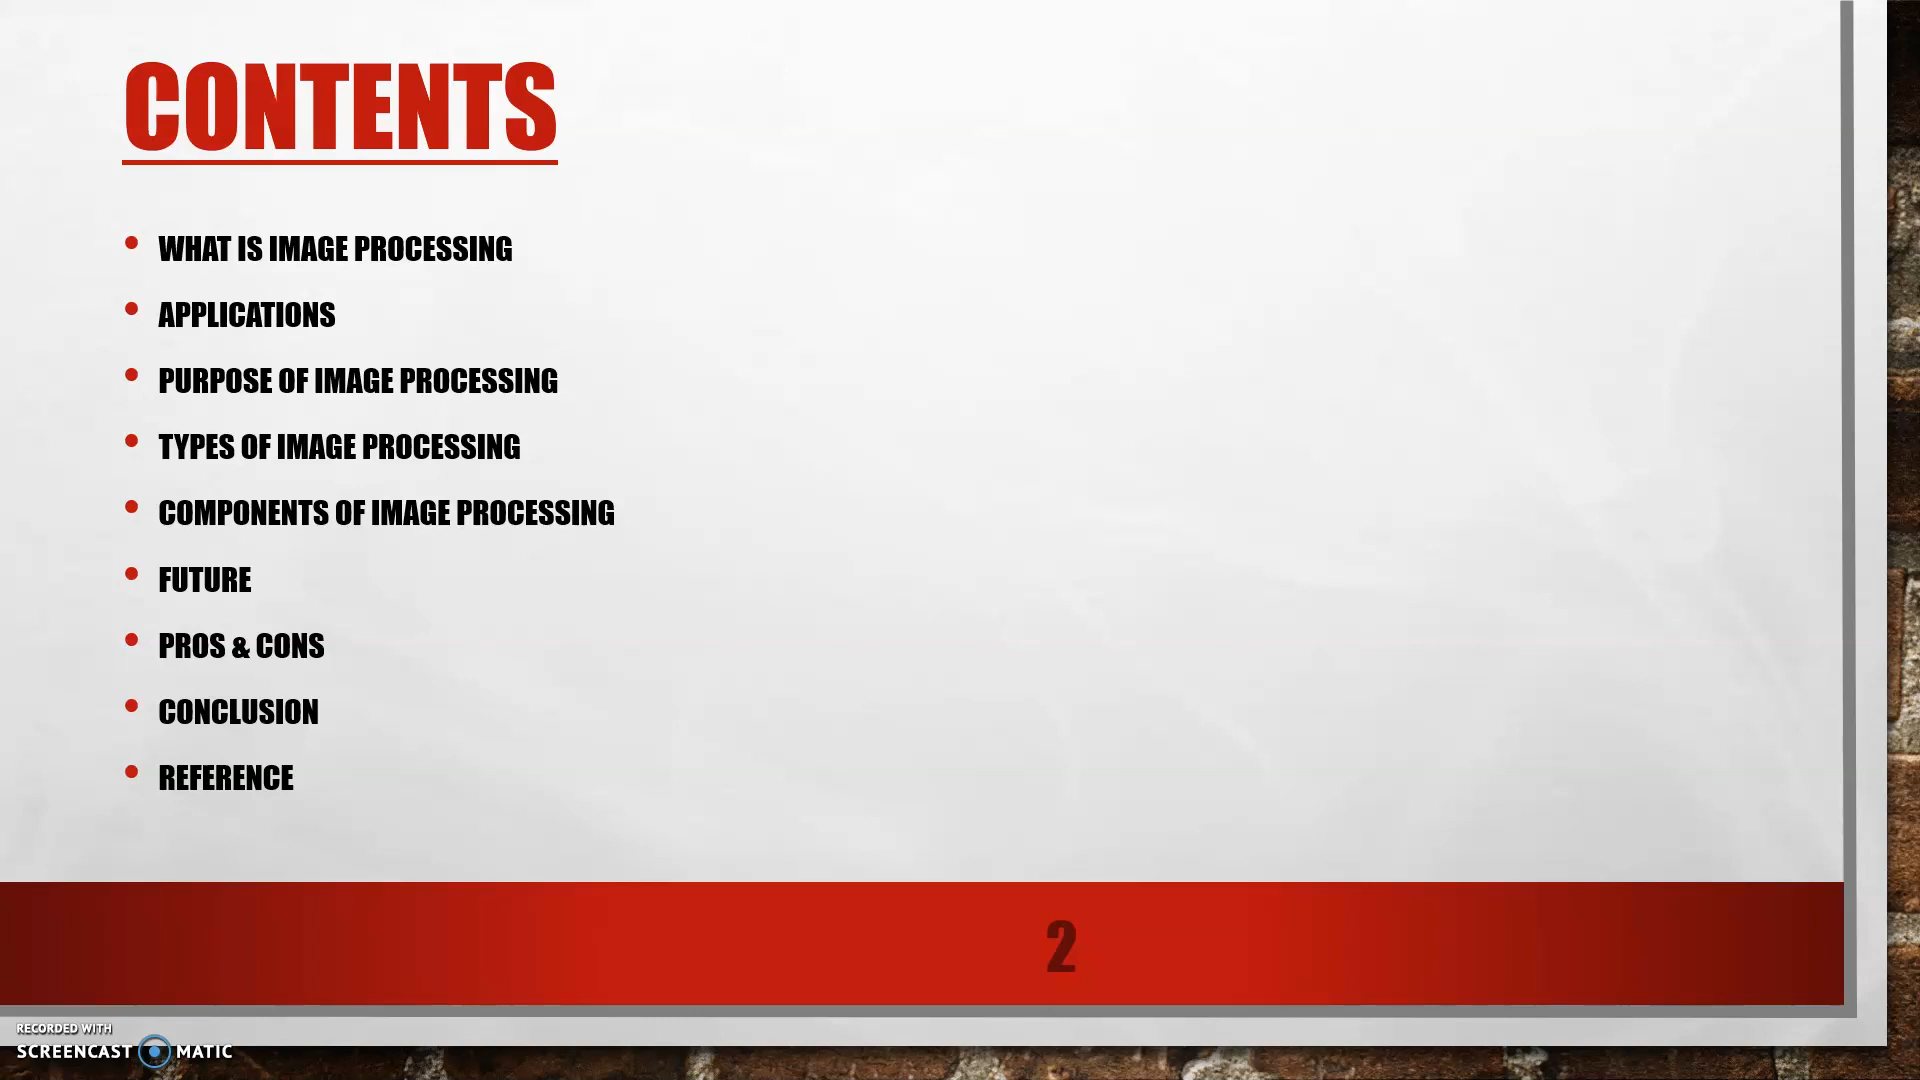 CONTENTS
• WHAT IS IMAGE PROCESSING
• APPLICATIONS
• PURPOSE OF IMAGE PROCESSING
• TYPES OF IMAGE PROCESSING
• COMPONENTS OF IMAGE PROCESSING
• FUTURE
• PROS & CONS
• CONCLUSION
• REFERENCE
2
RECORDED WITH
SCREENCAST MATIC